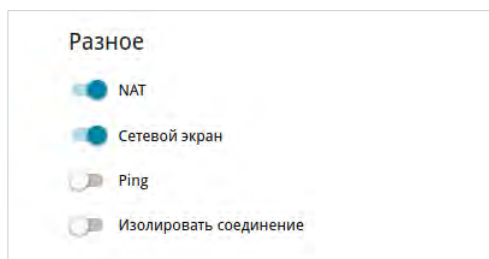 Разное
NAT
Сетевой экран
Ping
Изолировать соединение